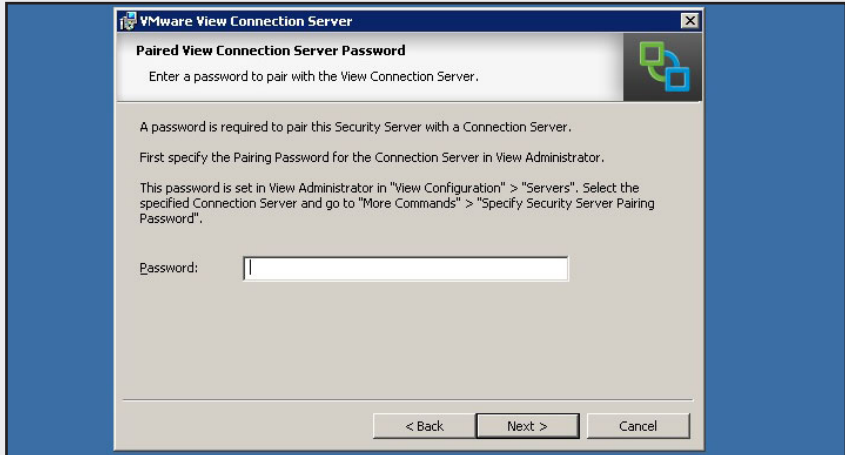 VMware View Connection Server
Paired View Connection Server Password
Enter a password to pair with the View Connection Server.
A password is required to pair this Security Server with a Connection Server.
First specify the Pairing Password for the Connection Server in View Administrator.
This password is set in View Administrator in "View Configuration" > "Servers". Select the
specified Connection Server and go to "More Commands" > "Specify Security Server Pairing
Password".
Password:
< Back
Next >
Cancel